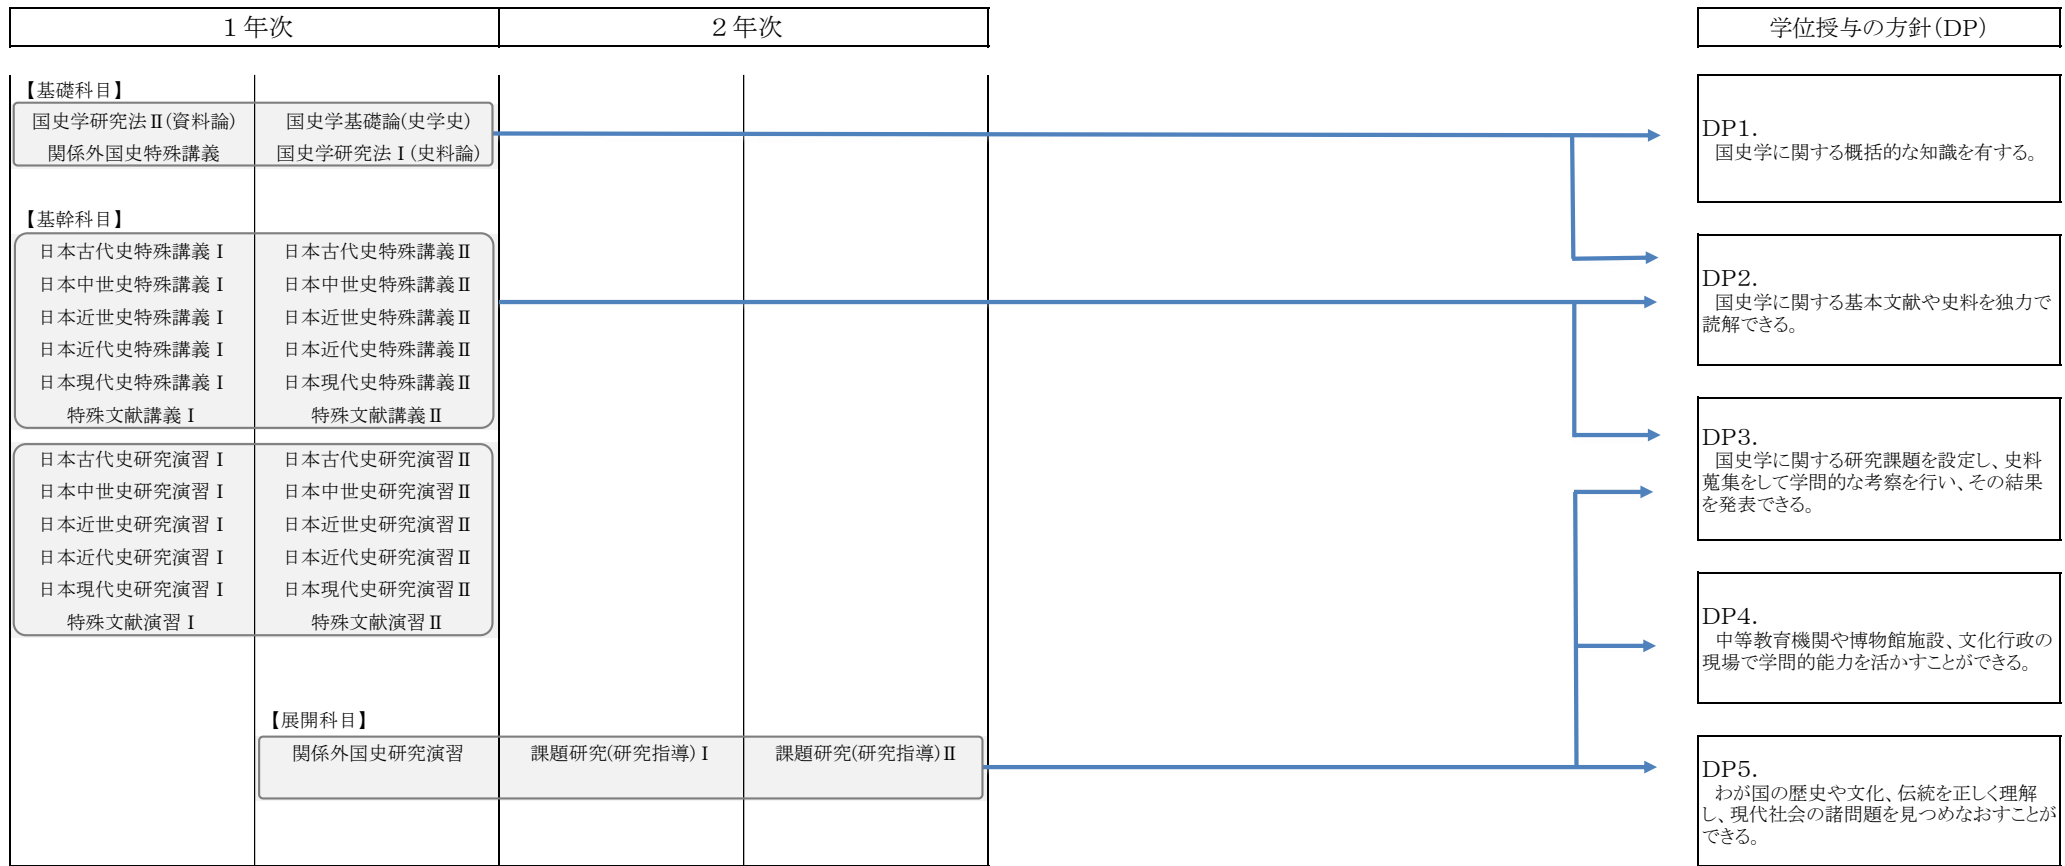 １年次
２年次
学位授与の方針(DP)
【基礎科目】
国史学研究法Ⅱ(資料論)
国史学基礎論(史学史)
関係外国史特殊講義
国史学研究法Ⅰ(史料論)
【基幹科目】
日本古代史特殊講義Ⅰ
日本古代史特殊講義Ⅱ
日本中世史特殊講義Ⅰ
日本中世史特殊講義Ⅱ
日本近世史特殊講義Ⅰ
日本近世史特殊講義Ⅱ
日本近代史特殊講義Ⅰ
日本近代史特殊講義Ⅱ
日本現代史特殊講義Ⅰ
日本現代史特殊講義Ⅱ
特殊文献講義Ⅰ
特殊文献講義Ⅱ
日本古代史研究演習Ⅰ
日本古代史研究演習Ⅱ
日本中世史研究演習Ⅰ
日本中世史研究演習Ⅱ
日本近世史研究演習Ⅰ
日本近世史研究演習Ⅱ
日本近代史研究演習Ⅰ
日本近代史研究演習Ⅱ
日本現代史研究演習Ⅰ
日本現代史研究演習Ⅱ
特殊文献演習Ⅰ
特殊文献演習Ⅱ
【展開科目】
関係外国史研究演習
課題研究(研究指導)Ⅰ
課題研究(研究指導)Ⅱ
DP1.
国史学に関する概括的な知識を有する。
DP2.
国史学に関する基本文献や史料を独力で
読解できる。
DP3.
国史学に関する研究課題を設定し、史料
蒐集をして学問的な考察を行い、その結果
を発表できる。
DP4.
中等教育機関や博物館施設、文化行政の
現場で学問的能力を活かすことができる。
DP5.
わが国の歴史や文化、伝統を正しく理解
し、現代社会の諸問題を見つめなおすことが
できる。